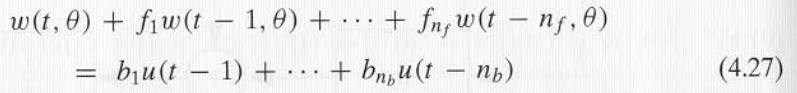 w(t, θ) + f₁w(t − 1, θ) + ⋯ + f_{n_f}w(t − n_f, θ)
= b₁u(t − 1) + ⋯ + b_{n_b}u(t − n_b) (4.27)